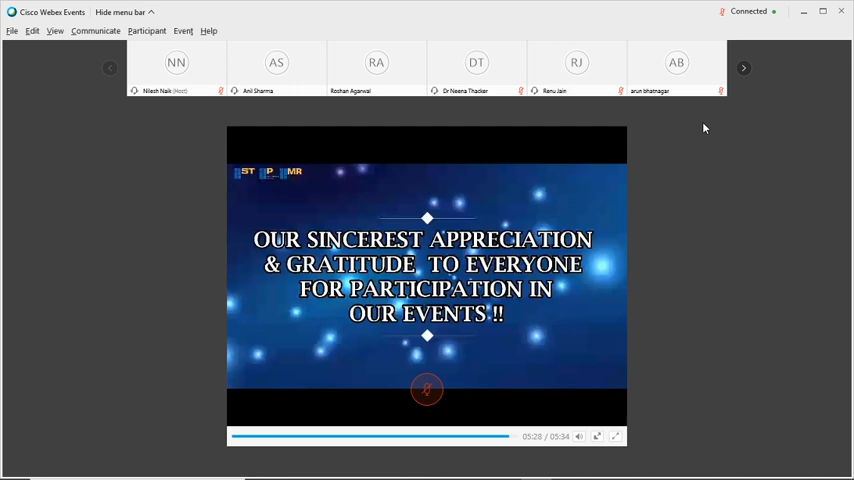 Cisco Webex Events
Hide menu bar
Connected
File Edit View Communicate Participant Event Help
NN AS RA DT RJ AB
Nilesh Naik (Host) Anil Sharma Roshan Agarwal Dr Neena Thacker Renu Jain arun bhatnagar
ST P MR
OUR SINCEREST APPRECIATION
& GRATITUDE TO EVERYONE
FOR PARTICIPATION IN
OUR EVENTS !!
05:28 / 05:34